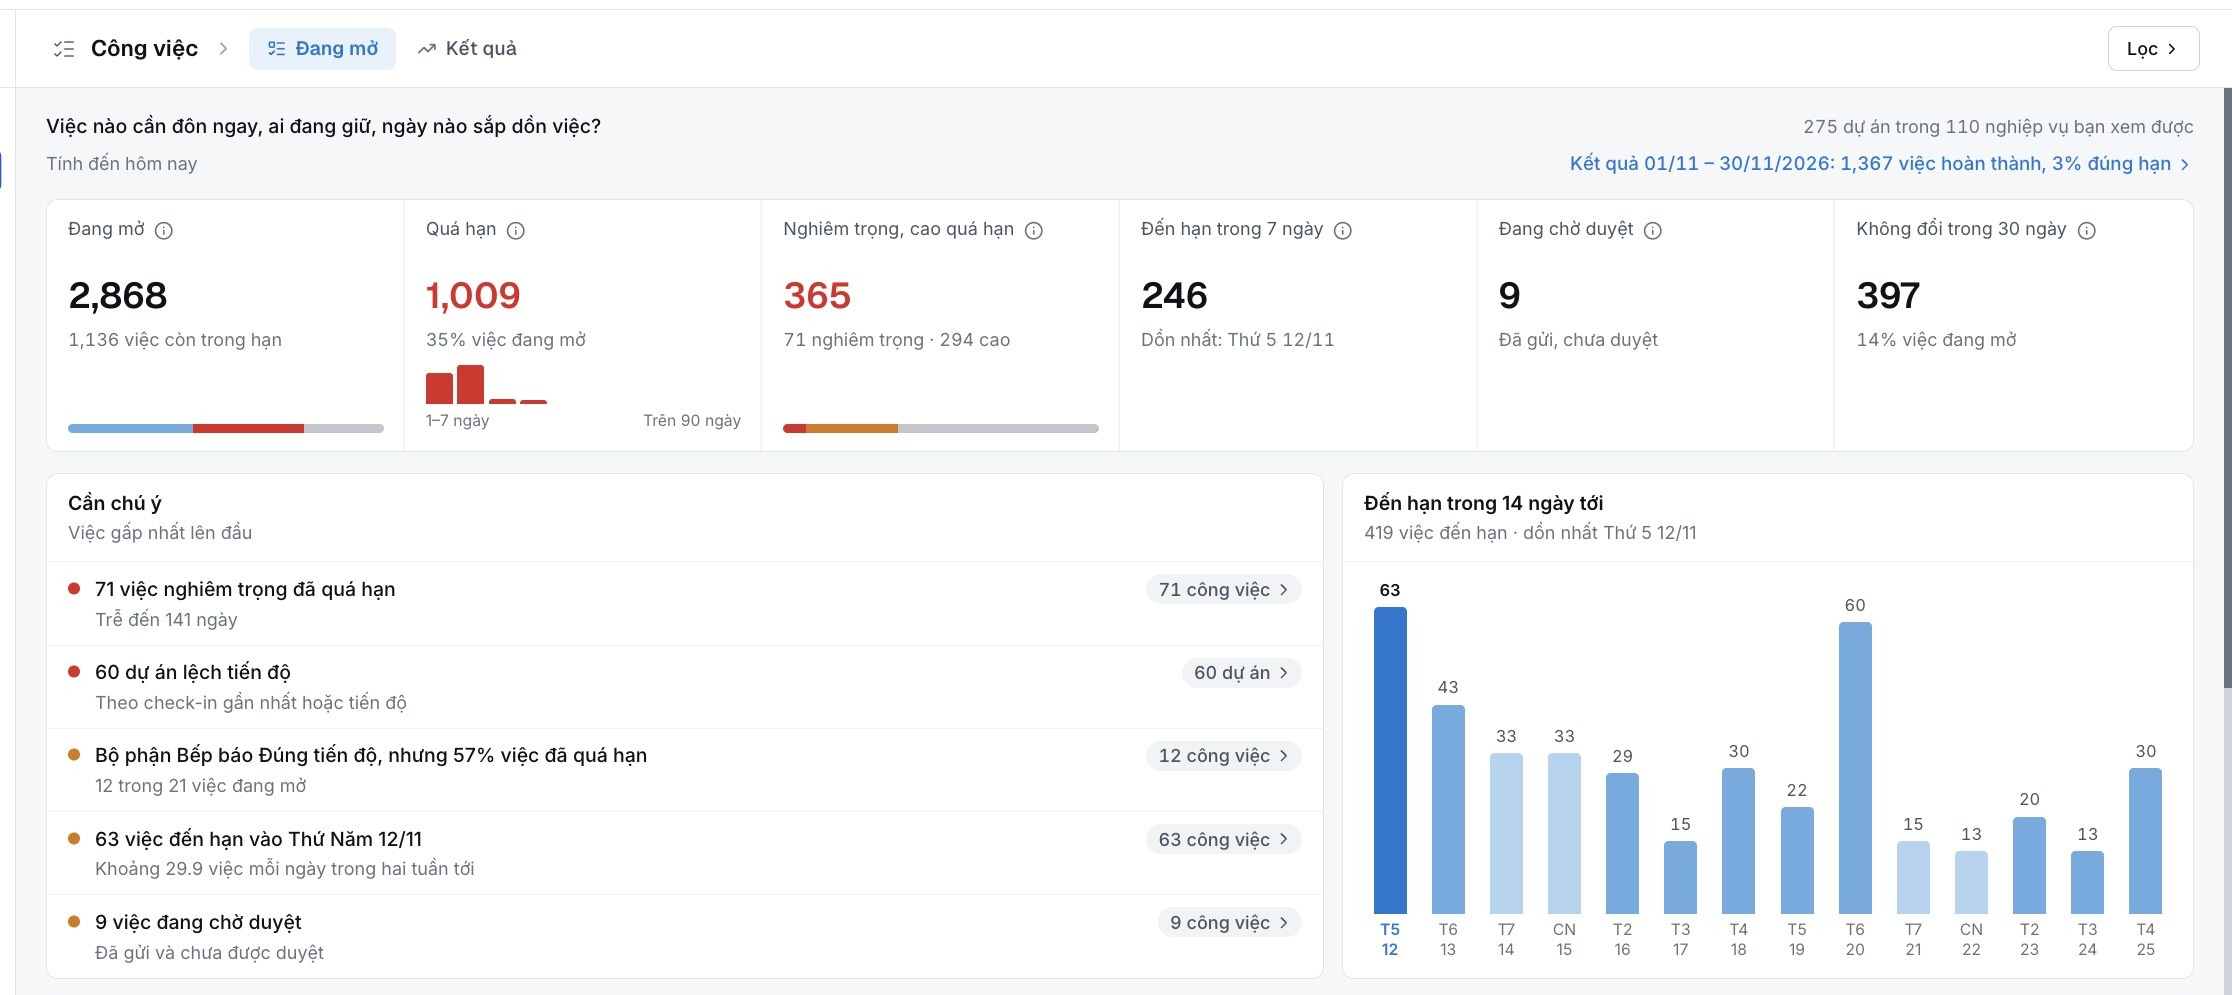 Công việc
Đang mở
Kết quả
Lọc
Việc nào cần đôn ngay, ai đang giữ, ngày nào sắp dồn việc?
275 dự án trong 110 nghiệp vụ bạn xem được
Tính đến hôm nay
Kết quả 01/11 – 30/11/2026: 1,367 việc hoàn thành, 3% đúng hạn
Đang mở
2,868
1,136 việc còn trong hạn
Quá hạn
1,009
35% việc đang mở
1–7 ngày
Trên 90 ngày
Nghiêm trọng, cao quá hạn
365
71 nghiêm trọng · 294 cao
Đến hạn trong 7 ngày
246
Dồn nhất: Thứ 5 12/11
Đang chờ duyệt
9
Đã gửi, chưa duyệt
Không đổi trong 30 ngày
397
14% việc đang mở
Cần chú ý
Việc gấp nhất lên đầu
71 việc nghiêm trọng đã quá hạn
71 công việc
Trễ đến 141 ngày
60 dự án lệch tiến độ
60 dự án
Theo check-in gần nhất hoặc tiến độ
Bộ phận Bếp báo Đúng tiến độ, nhưng 57% việc đã quá hạn
12 công việc
12 trong 21 việc đang mở
63 việc đến hạn vào Thứ Năm 12/11
63 công việc
Khoảng 29.9 việc mỗi ngày trong hai tuần tới
9 việc đang chờ duyệt
9 công việc
Đã gửi và chưa được duyệt
Đến hạn trong 14 ngày tới
419 việc đến hạn · dồn nhất Thứ 5 12/11
63 43 33 33 29 15 30 22 60 15 13 20 13 30
T5 T6 T7 CN T2 T3 T4 T5 T6 T7 CN T2 T3 T4
12 13 14 15 16 17 18 19 20 21 22 23 24 25